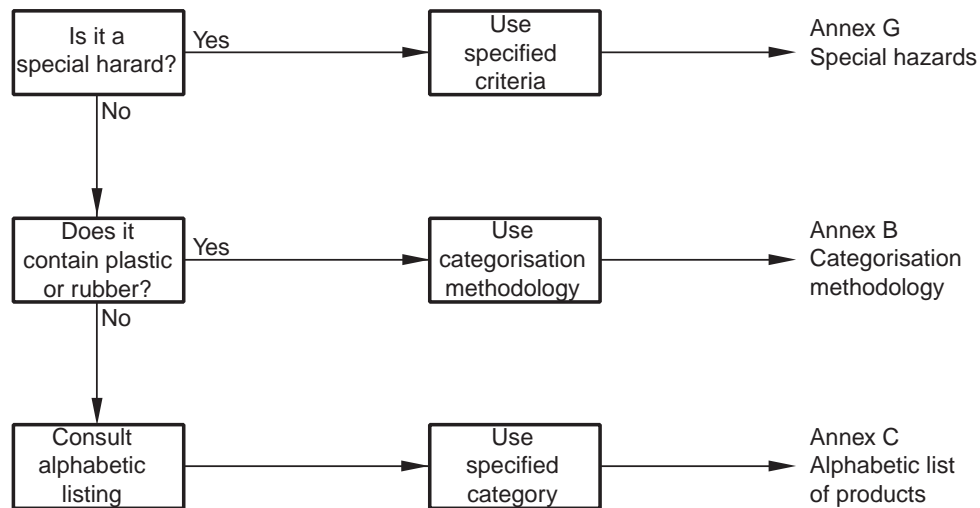 Is it a
special harard?
Yes
Use
specified
criteria
Annex G
Special hazards
No
Does it
contain plastic
or rubber?
Yes
Use
categorisation
methodology
Annex B
Categorisation
methodology
No
Consult
alphabetic
listing
Use
specified
category
Annex C
Alphabetic list
of products